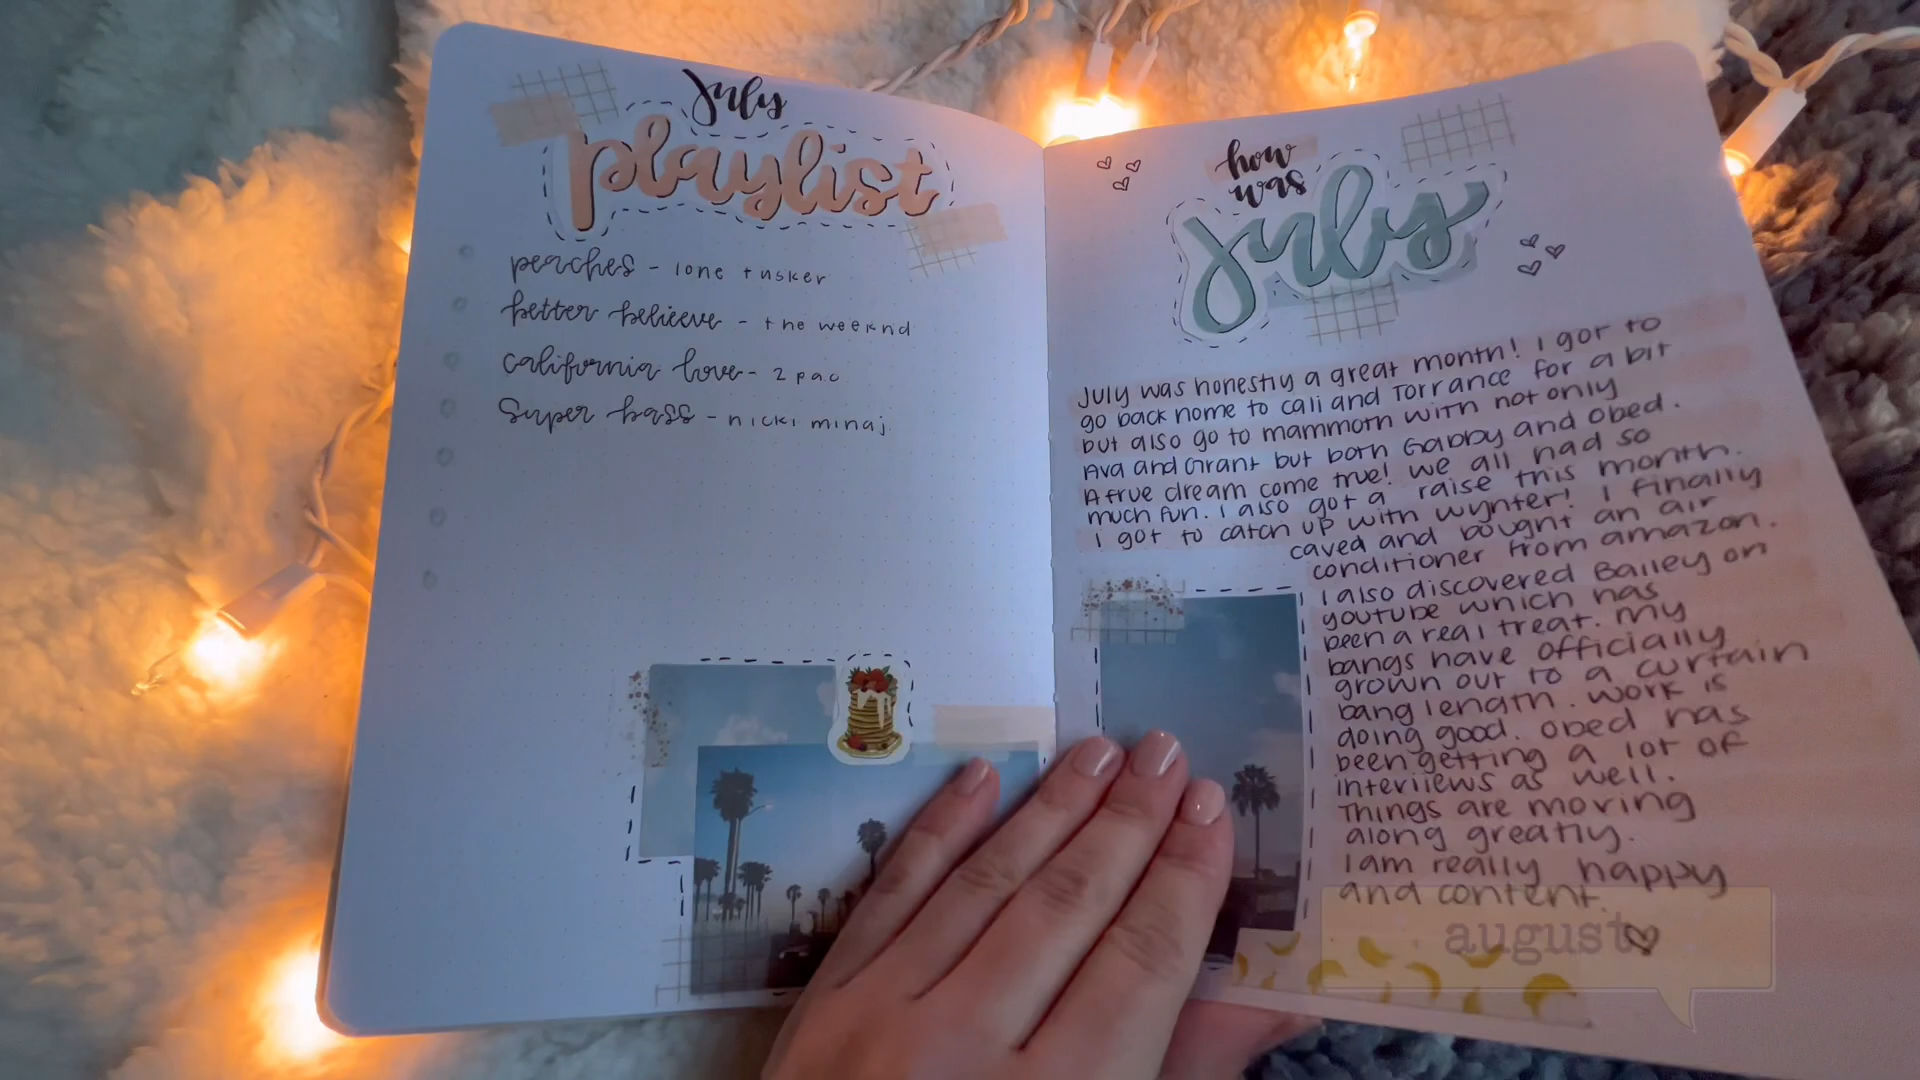 July
playlist
peaches - lone tusker
better believe - the weeknd
california love - 2 pac
Super bass - nicki minaj
how
was
July
July was honestly a great month! I got to
go back home to cali and Torrance for a bit
but also go to mammoth with not only
Ava and Grant but both Gabby and Obed.
A true dream come true! we all had so
much fun. I also got a raise this month.
I got to catch up with wynter! I finally
caved and bought an air
conditioner from amazon.
I also discovered Bailey on
youtube which has
been a real treat. My
bangs have officially
grown out to a curtain
bang length. work is
doing good. Obed has
been getting a lot of
interviews as well.
Things are moving
along greatly.
I am really happy
and content.
august